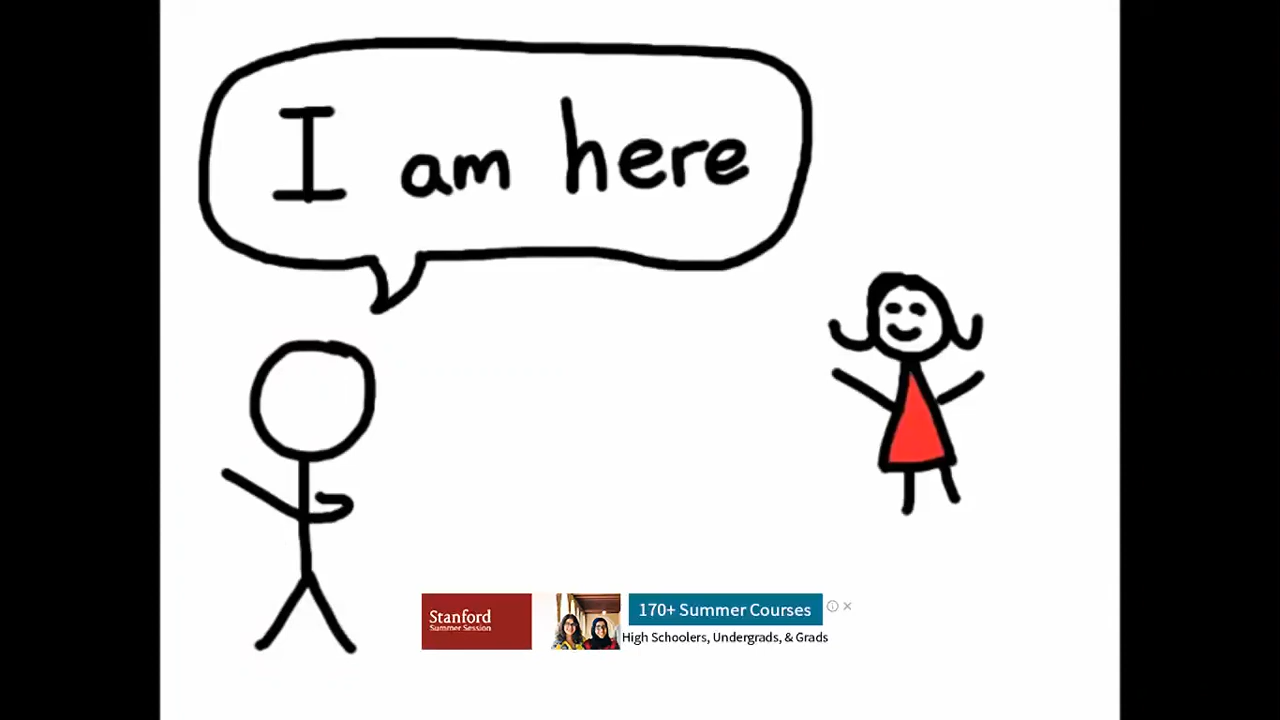 I am here
Stanford
Summer Session
170+ Summer Courses
High Schoolers, Undergrads, & Grads